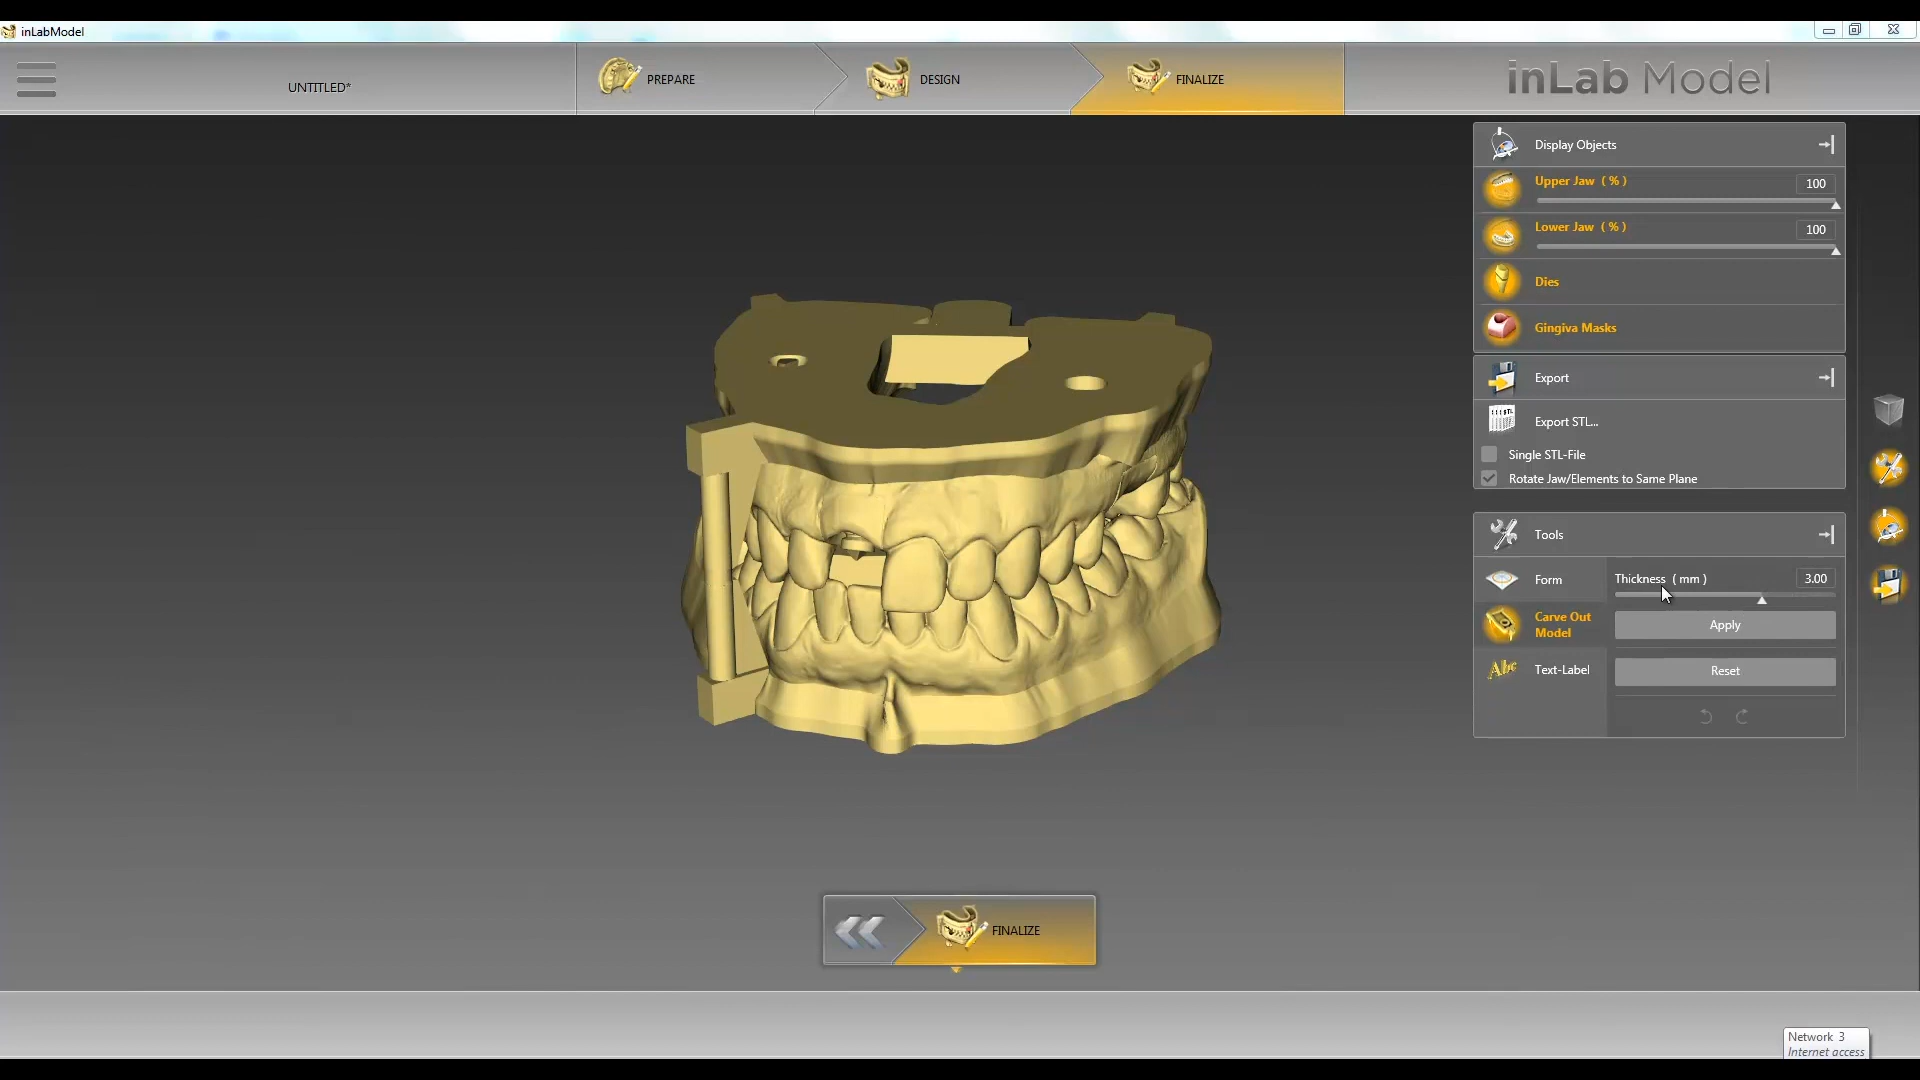 inLabModel
UNTITLED*
PREPARE
DESIGN
FINALIZE
inLab Model
Display Objects
Upper Jaw ( % )
100
Lower Jaw ( % )
100
Dies
Gingiva Masks
Export
STL
Export STL...
Single STL-File
Rotate Jaw/Elements to Same Plane
Tools
Form
Thickness ( mm )
3.00
Carve Out
Model
Apply
Abc
Text-Label
Reset
FINALIZE
Network 3
Internet access